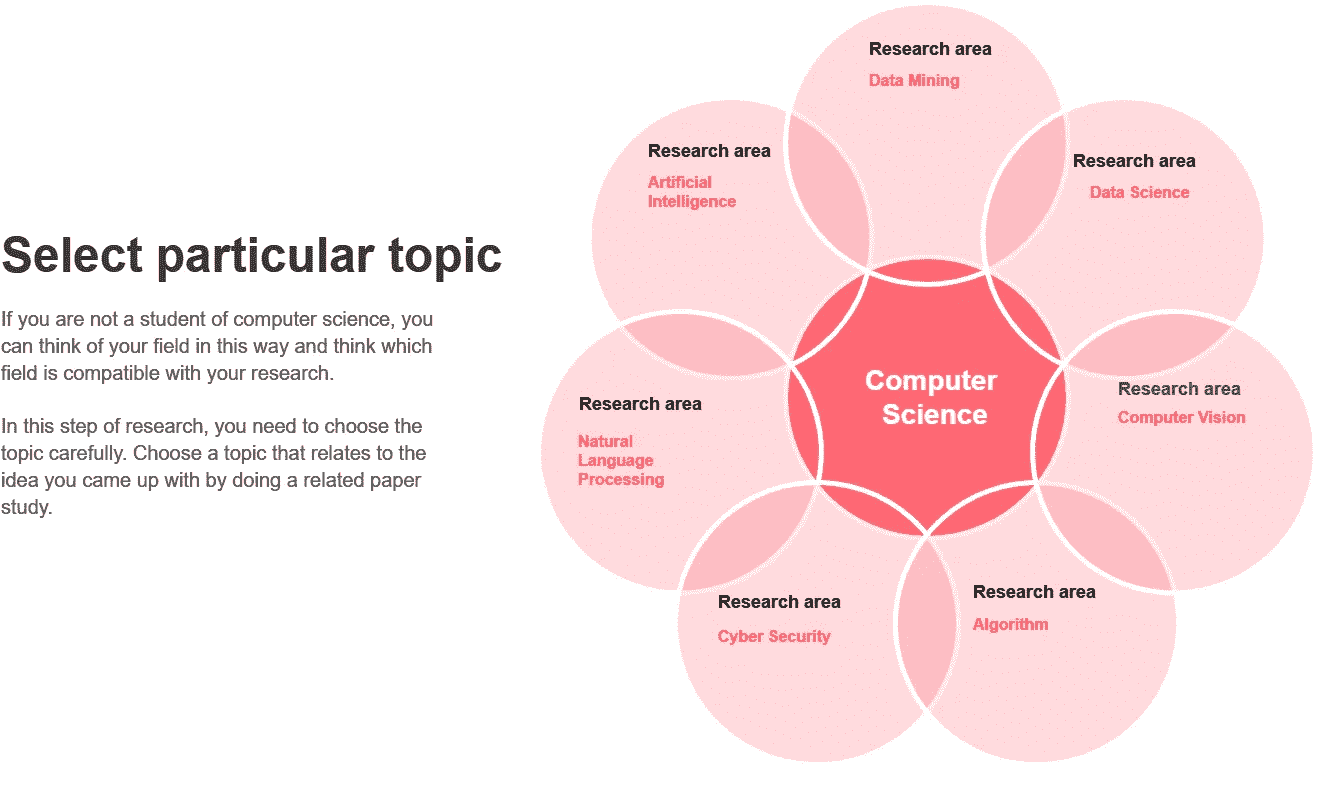 Select particular topic
If you are not a student of computer science, you
can think of your field in this way and think which
field is compatible with your research.
In this step of research, you need to choose the
topic carefully. Choose a topic that relates to the
idea you came up with by doing a related paper
study.
Research area
Data Mining
Research area
Artificial
Intelligence
Research area
Data Science
Computer
Science
Research area
Computer Vision
Research area
Natural
Language
Processing
Research area
Cyber Security
Research area
Algorithm